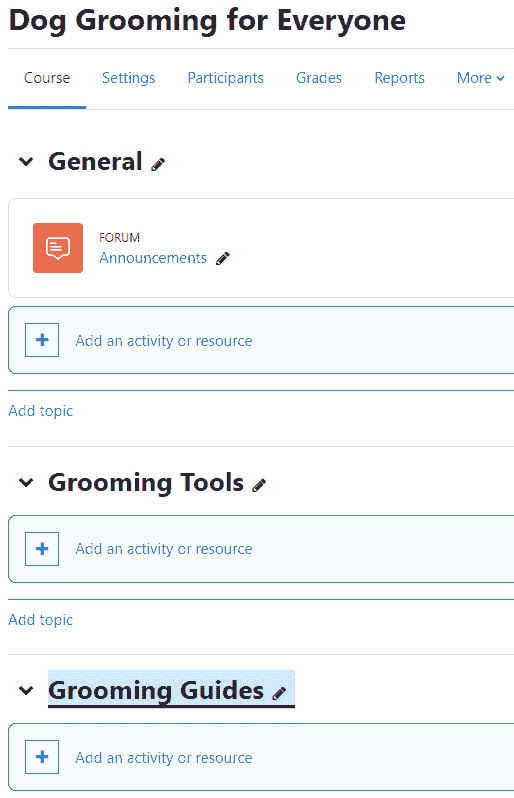 Dog Grooming for Everyone
Course Settings Participants Grades Reports More
General
FORUM
Announcements
Add an activity or resource
Add topic
Grooming Tools
Add an activity or resource
Add topic
Grooming Guides
Add an activity or resource